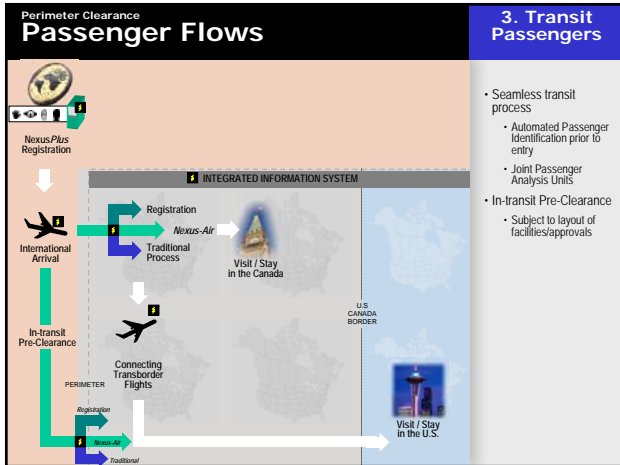 Perimeter Clearance
Passenger Flows
3. Transit
Passengers
NexusPlus
Registration
INTEGRATED INFORMATION SYSTEM
Registration
Nexus-Air
Traditional
Process
International
Arrival
Visit / Stay
in the Canada
U.S
CANADA
BORDER
In-transit
Pre-Clearance
Connecting
Transborder
Flights
PERIMETER
Registration
Nexus-Air
Traditional
Visit / Stay
in the U.S.
• Seamless transit
process
• Automated Passenger
Identification prior to
entry
• Joint Passenger
Analysis Units
• In-transit Pre-Clearance
• Subject to layout of
facilities/approvals